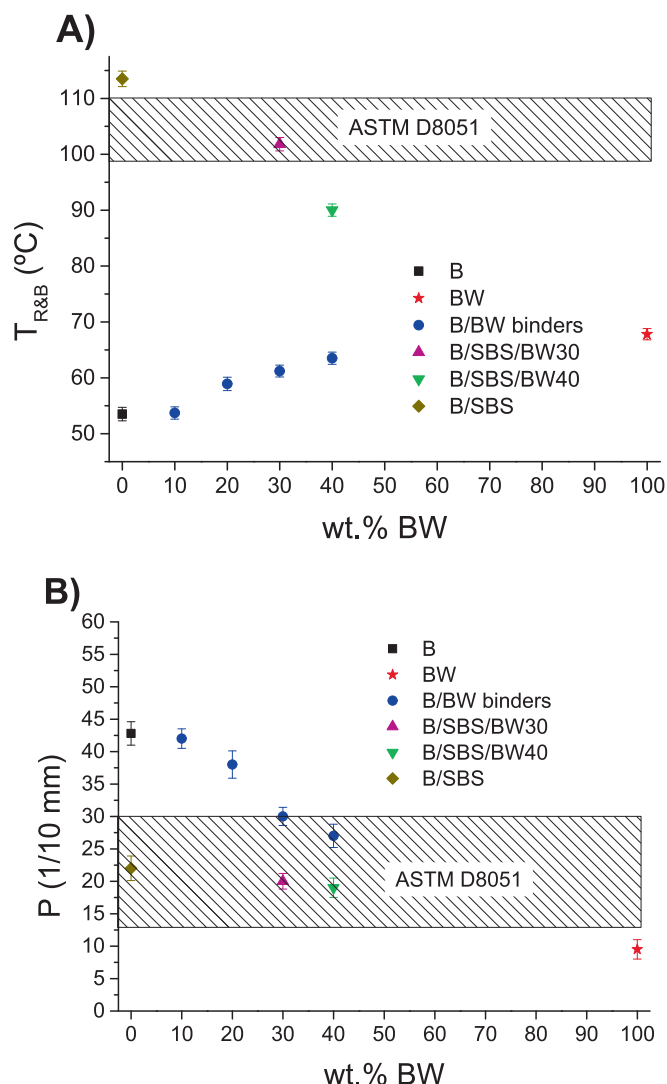 A)
110
100
90
80
70
60
50
T_R&B (ºC)
ASTM D8051
B
BW
B/BW binders
B/SBS/BW30
B/SBS/BW40
B/SBS
0 10 20 30 40 50 60 70 80 90 100
wt.% BW
B)
60
55
50
45
40
35
30
25
20
15
10
5
0
P (1/10 mm)
B
BW
B/BW binders
B/SBS/BW30
B/SBS/BW40
B/SBS
ASTM D8051
0 10 20 30 40 50 60 70 80 90 100
wt.% BW